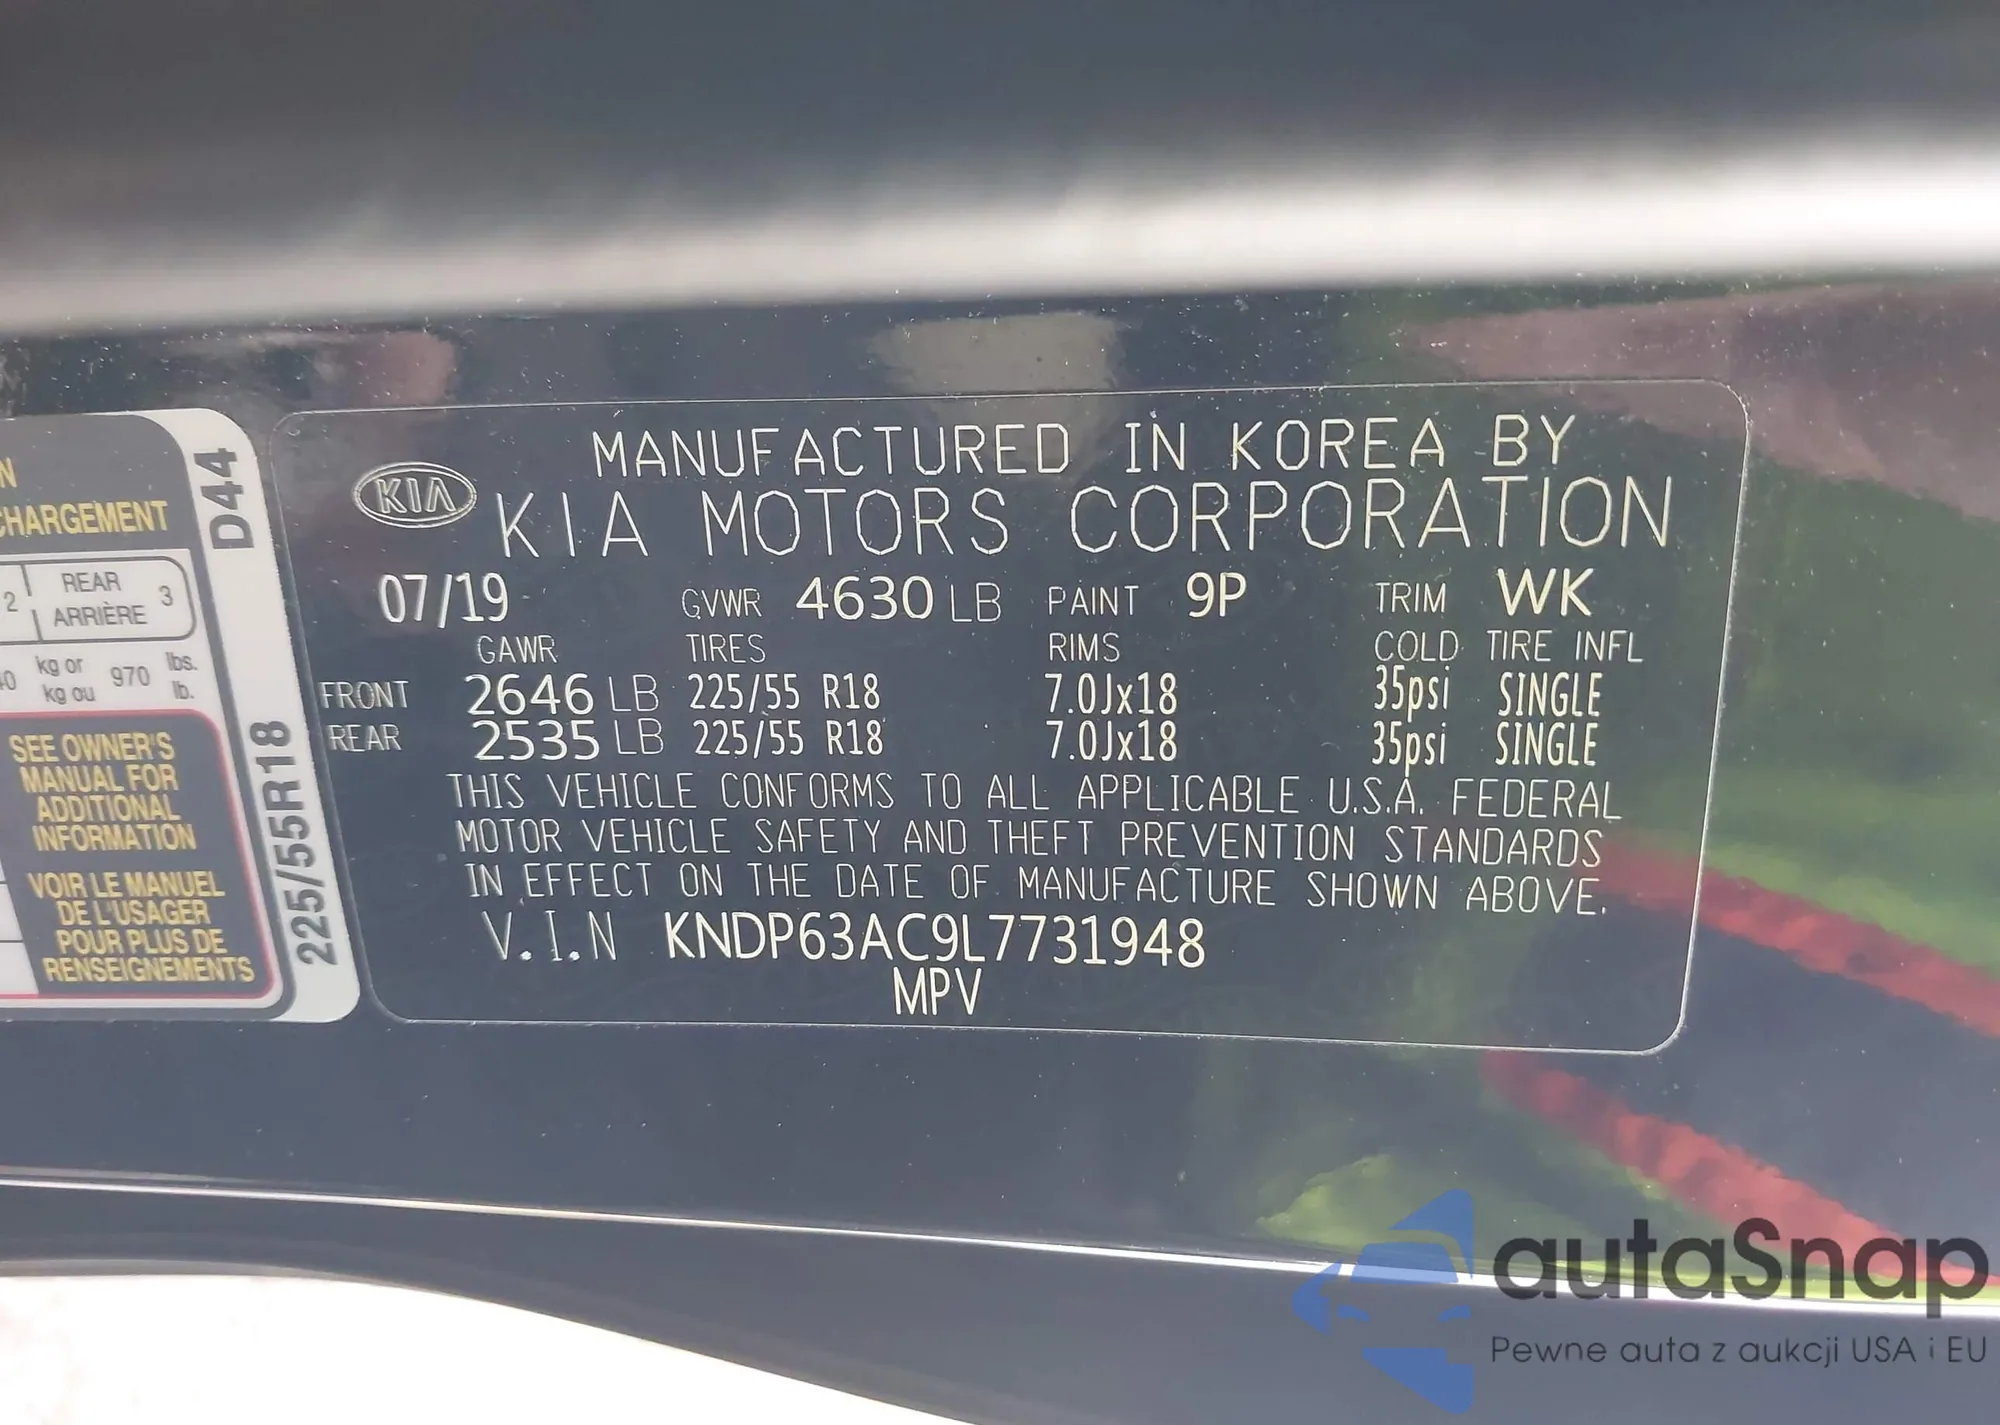 MANUFACTURED IN KOREA BY
KIA KIA MOTORS CORPORATION
07/19 GVWR 4630 LB PAINT 9P TRIM WK
GAWR TIRES RIMS COLD TIRE INFL
FRONT 2646 LB 225/55 R18 7.0Jx18 35psi SINGLE
REAR 2535 LB 225/55 R18 7.0Jx18 35psi SINGLE
THIS VEHICLE CONFORMS TO ALL APPLICABLE U.S.A. FEDERAL
MOTOR VEHICLE SAFETY AND THEFT PREVENTION STANDARDS
IN EFFECT ON THE DATE OF MANUFACTURE SHOWN ABOVE.
V.I.N KNDP63AC9L7731948
MPV
CHARGEMENT
2 REAR 3
ARRIÈRE
kg or 970 lbs.
kg ou lb.
SEE OWNER'S
MANUAL FOR
ADDITIONAL
INFORMATION
VOIR LE MANUEL
DE L'USAGER
POUR PLUS DE
RENSEIGNEMENTS
D44
225/55R18
autaSnap
Pewne auta z aukcji USA i EU